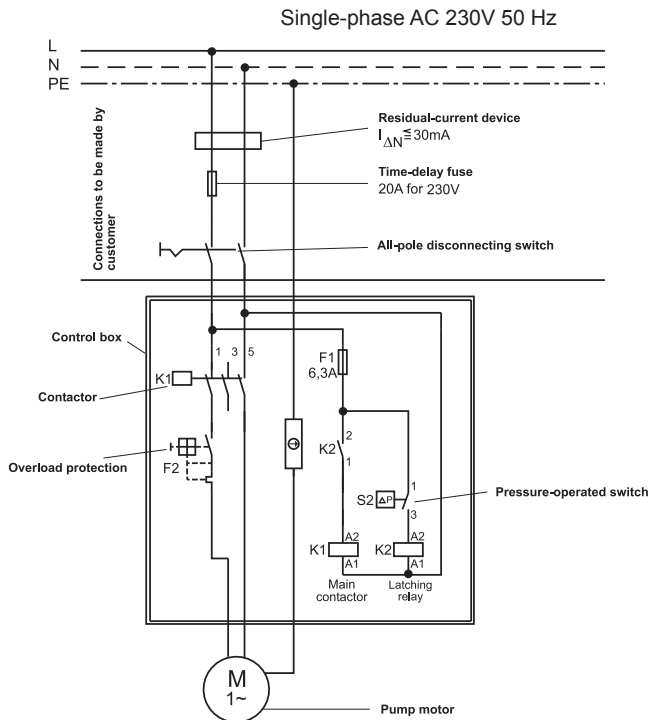 Single-phase AC 230V 50 Hz
L
N
PE
Connections to be made by
customer
Residual-current device
IΔN≦30mA
Time-delay fuse
20A for 230V
All-pole disconnecting switch
Control box
1 3 5
F1
6,3A
K1
Contactor
K2
2
1
Overload protection
F2
S2
ΔP
1
3
Pressure-operated switch
K1
A2
A1
K2
A2
A1
Main
contactor
Latching
relay
M
1~
Pump motor